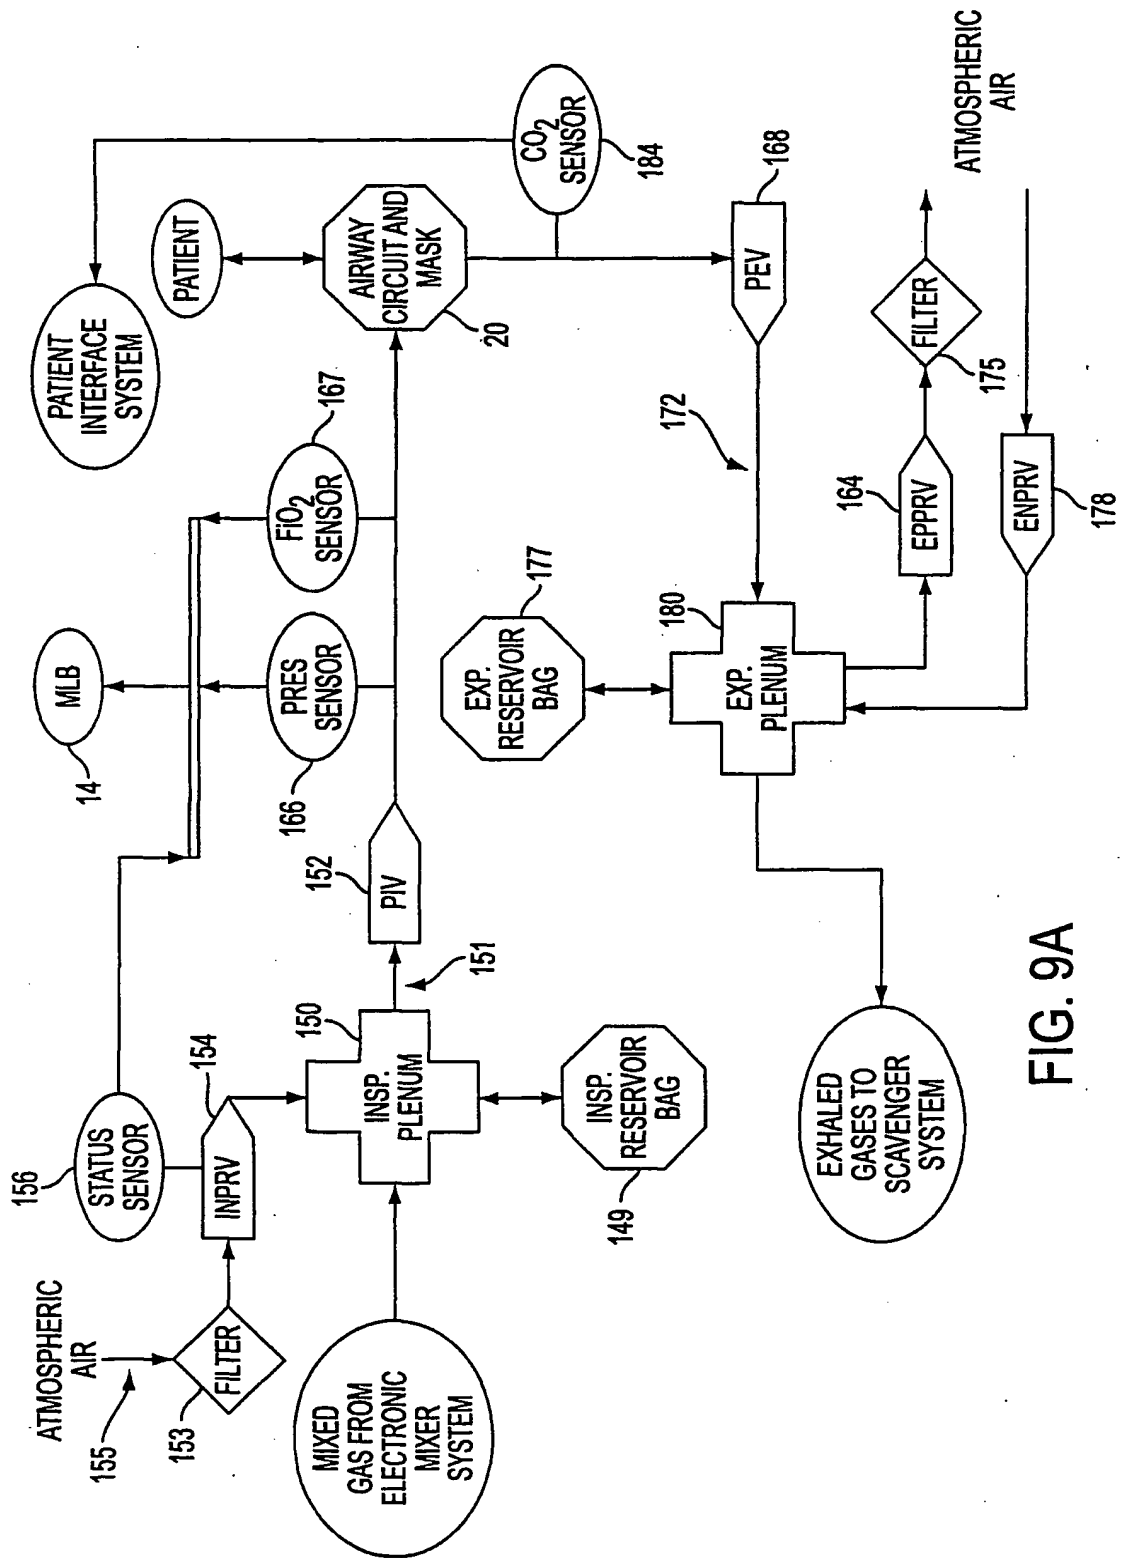 ATMOSPHERIC
AIR
155
153
FILTER
156
STATUS
SENSOR
INPRV
154
MIXED
GAS FROM
ELECTRONIC
MIXER
SYSTEM
150
INSP.
PLENUM
151
INSP.
RESERVOIR
BAG
149
152
PIV
14
MLB
166
PRES
SENSOR
FiO2
SENSOR
167
PATIENT
INTERFACE
SYSTEM
PATIENT
AIRWAY
CIRCUIT AND
MASK
20
CO2
SENSOR
184
PEV
168
172
EXP.
RESERVOIR
BAG
177
180
EXP.
PLENUM
164
EPPRV
FILTER
175
ATMOSPHERIC
AIR
ENPRV
178
EXHALED
GASES TO
SCAVENGER
SYSTEM
FIG. 9A